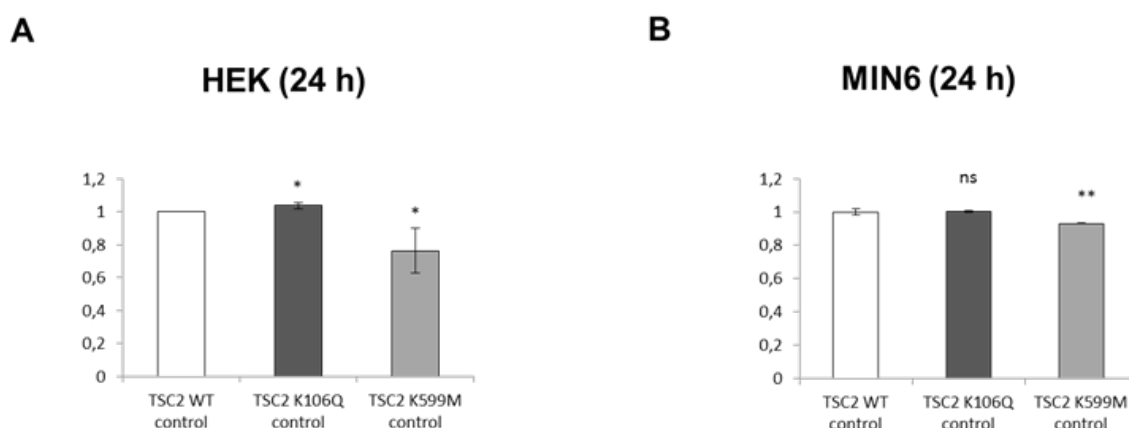 A
HEK (24 h)
1,2
1
0,8
0,6
0,4
0,2
0
*
*
TSC2 WT
control
TSC2 K106Q
control
TSC2 K599M
control
B
MIN6 (24 h)
1,2
1
0,8
0,6
0,4
0,2
0
ns
**
TSC2 WT
control
TSC2 K106Q
control
TSC2 K599M
control